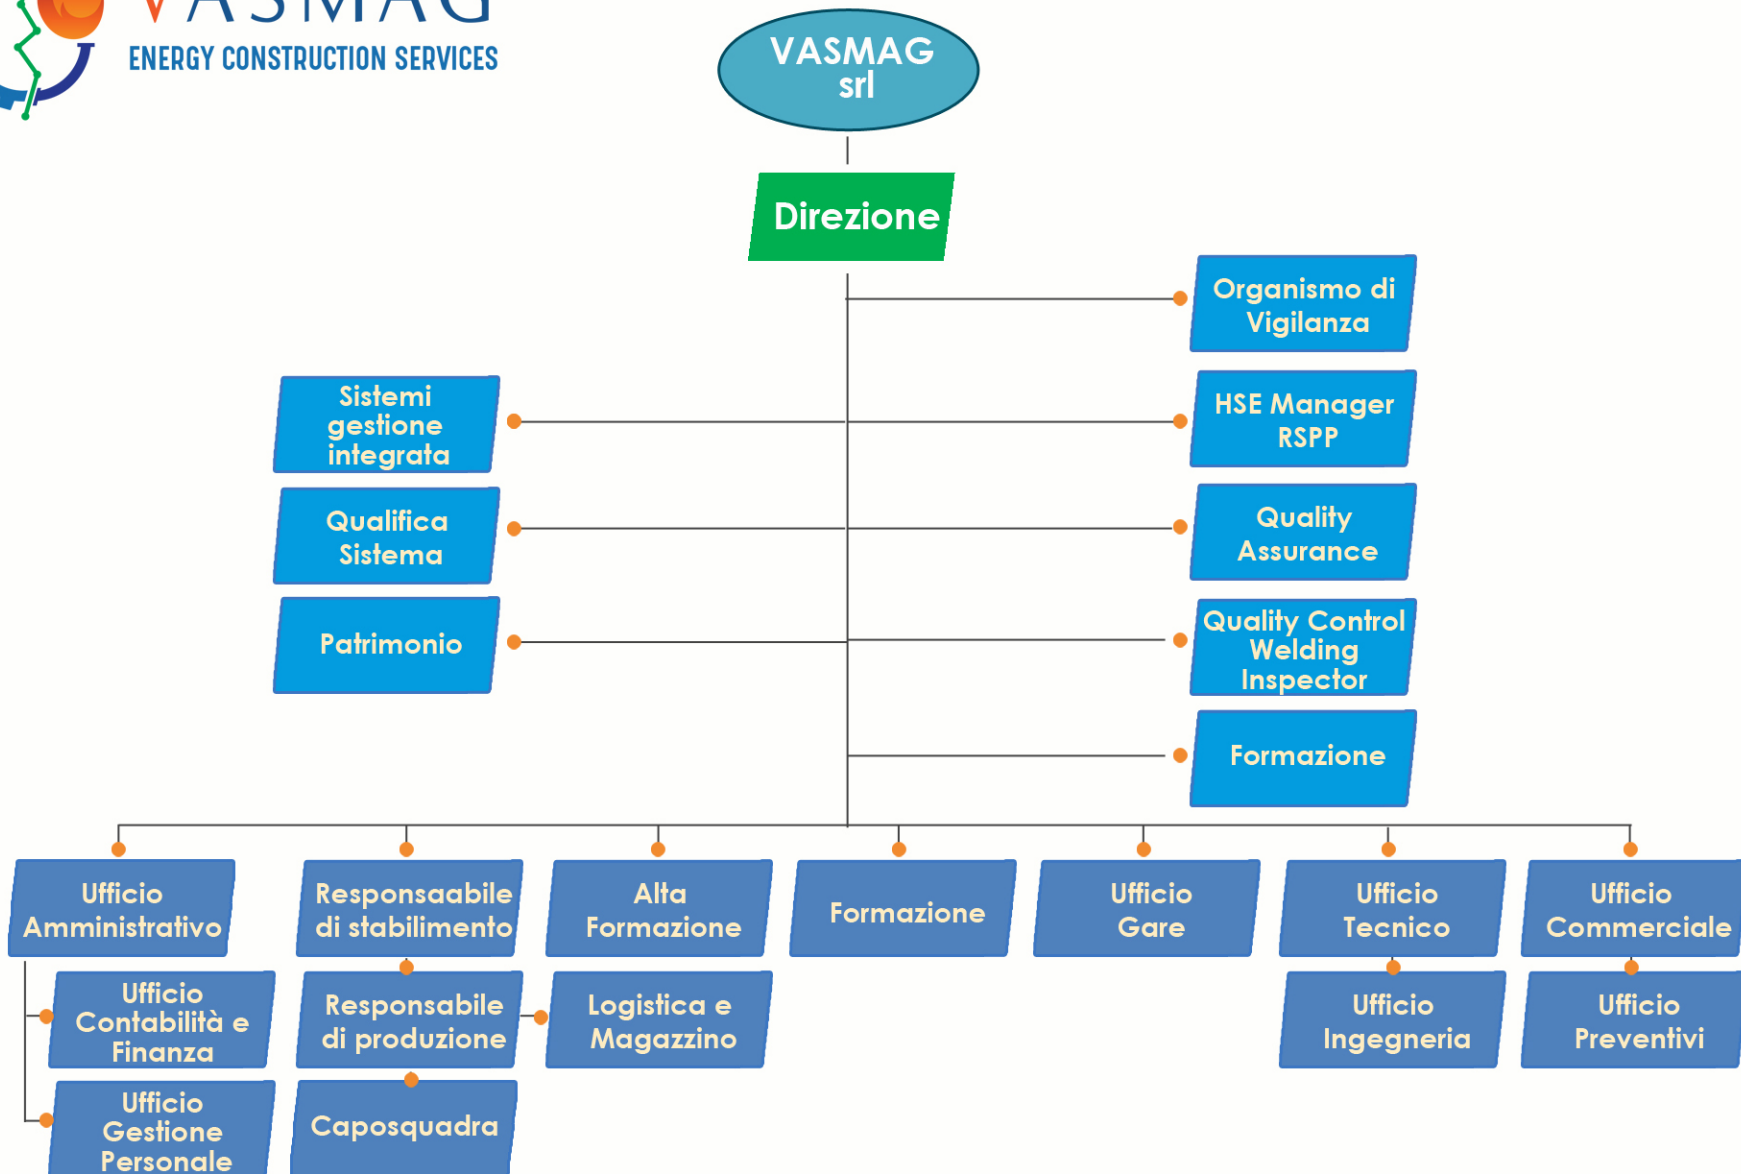 VASMAG
ENERGY CONSTRUCTION SERVICES
VASMAG
srl
Direzione
Organismo di
Vigilanza
Sistemi
gestione
integrata
HSE Manager
RSPP
Qualifica
Sistema
Quality
Assurance
Patrimonio
Quality Control
Welding
Inspector
Formazione
Ufficio
Amministrativo
Responsaabile
di stabilimento
Alta
Formazione
Formazione
Ufficio
Gare
Ufficio
Tecnico
Ufficio
Commerciale
Ufficio
Contabilità e
Finanza
Responsabile
di produzione
Logistica e
Magazzino
Ufficio
Ingegneria
Ufficio
Preventivi
Ufficio
Gestione
Personale
Caposquadra